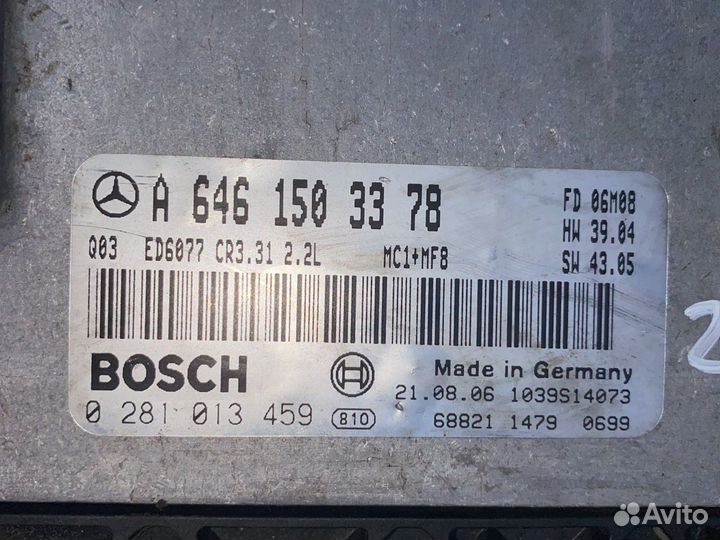 A 646 150 33 78
FD 06M08
HW 39.04
SW 43.05
Q03 ED6077 CR3.31 2.2L MC1+MF8
BOSCH
Made in Germany
21.08.06 1039S14073
0 281 013 459 810
68821 1479 0699
2
Avito